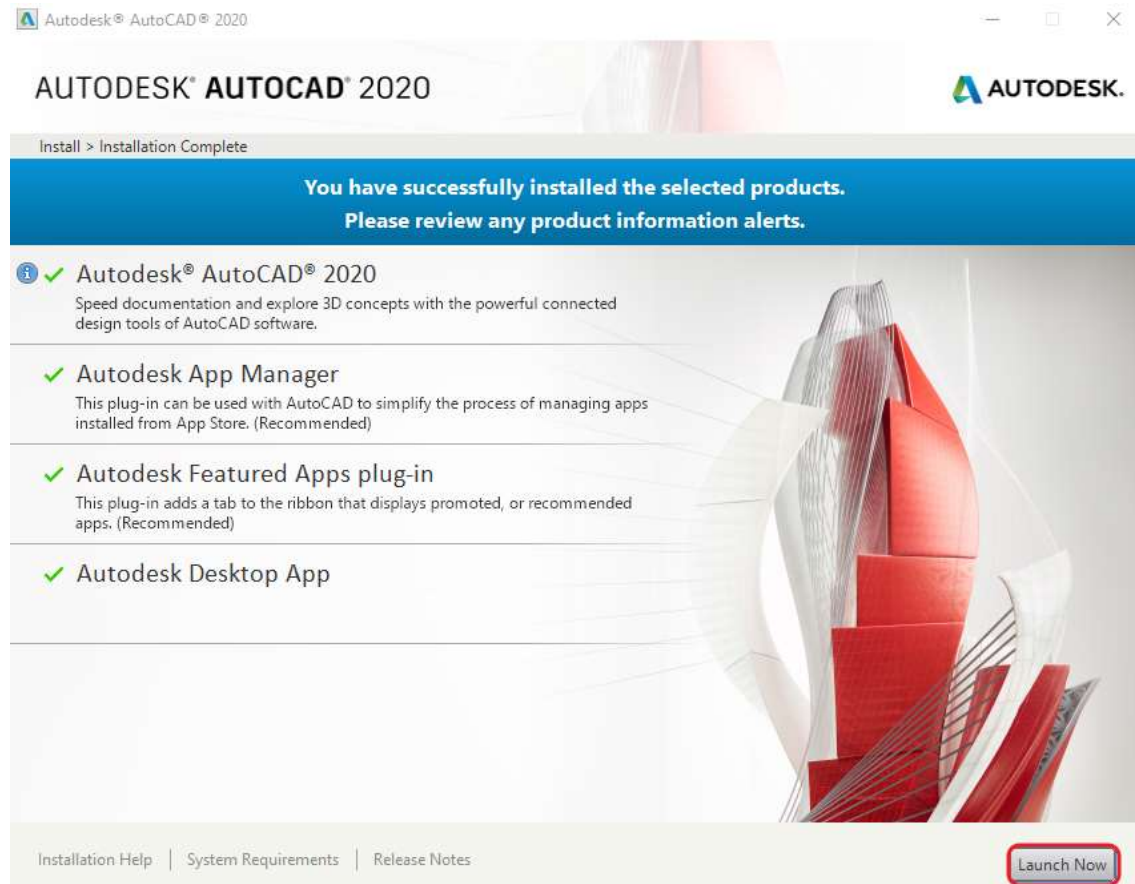 Autodesk® AutoCAD® 2020
AUTODESK® AUTOCAD® 2020
AUTODESK.
Install > Installation Complete
You have successfully installed the selected products.
Please review any product information alerts.
Autodesk® AutoCAD® 2020
Speed documentation and explore 3D concepts with the powerful connected
design tools of AutoCAD software.
Autodesk App Manager
This plug-in can be used with AutoCAD to simplify the process of managing apps
installed from App Store. (Recommended)
Autodesk Featured Apps plug-in
This plug-in adds a tab to the ribbon that displays promoted, or recommended
apps. (Recommended)
Autodesk Desktop App
Installation Help | System Requirements | Release Notes
Launch Now